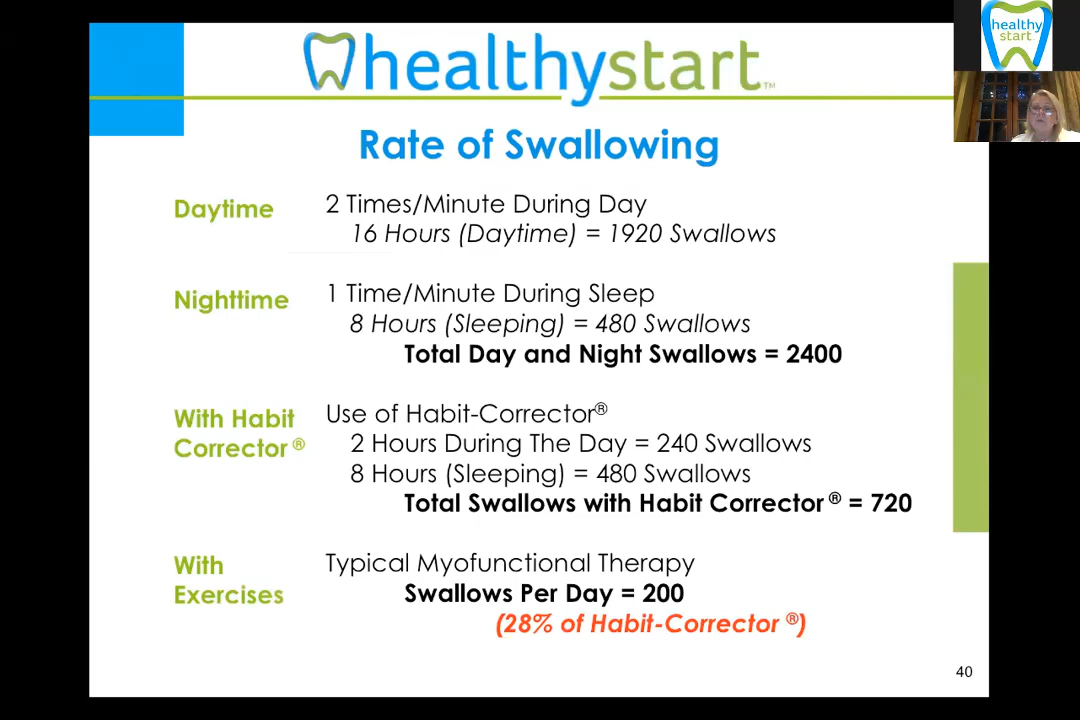 healthystart™
healthy
start
Rate of Swallowing
Daytime
2 Times/Minute During Day
16 Hours (Daytime) = 1920 Swallows
Nighttime
1 Time/Minute During Sleep
8 Hours (Sleeping) = 480 Swallows
Total Day and Night Swallows = 2400
With Habit
Corrector ®
Use of Habit-Corrector®
2 Hours During The Day = 240 Swallows
8 Hours (Sleeping) = 480 Swallows
Total Swallows with Habit Corrector ® = 720
With
Exercises
Typical Myofunctional Therapy
Swallows Per Day = 200
(28% of Habit-Corrector ®)
40